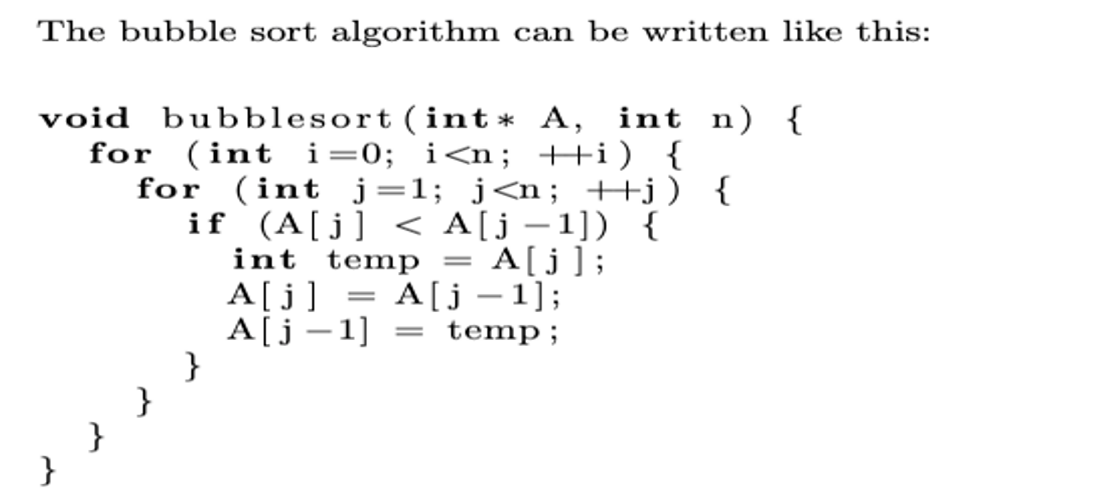 The bubble sort algorithm can be written like this:
void bubblesort(int* A, int n) {
for (int i=0; i<n; ++i) {
for (int j=1; j<n; ++j) {
if (A[j] < A[j-1]) {
int temp = A[j];
A[j] = A[j-1];
A[j-1] = temp;
}
}
}
}